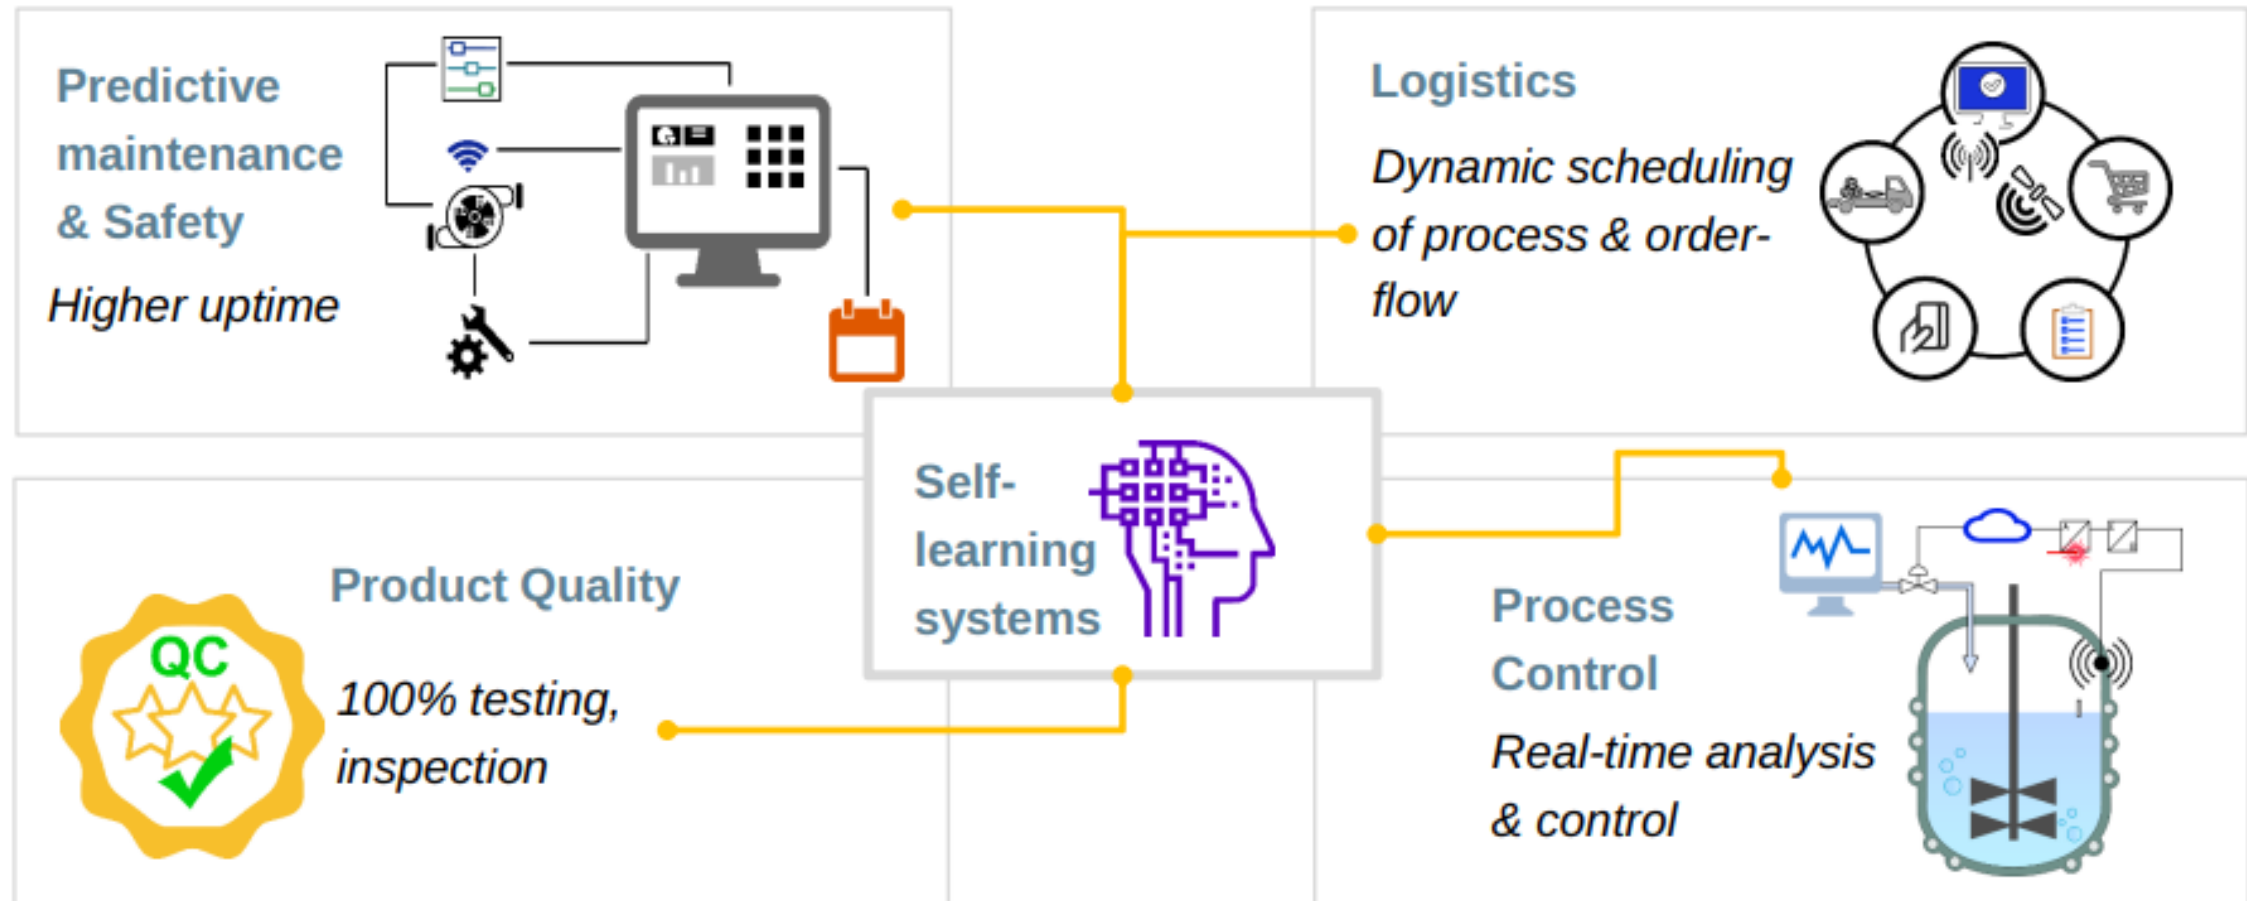 Predictive
maintenance
& Safety
Higher uptime
Logistics
Dynamic scheduling
of process & order-
flow
Self-
learning
systems
Product Quality
QC
100% testing,
inspection
Process
Control
Real-time analysis
& control